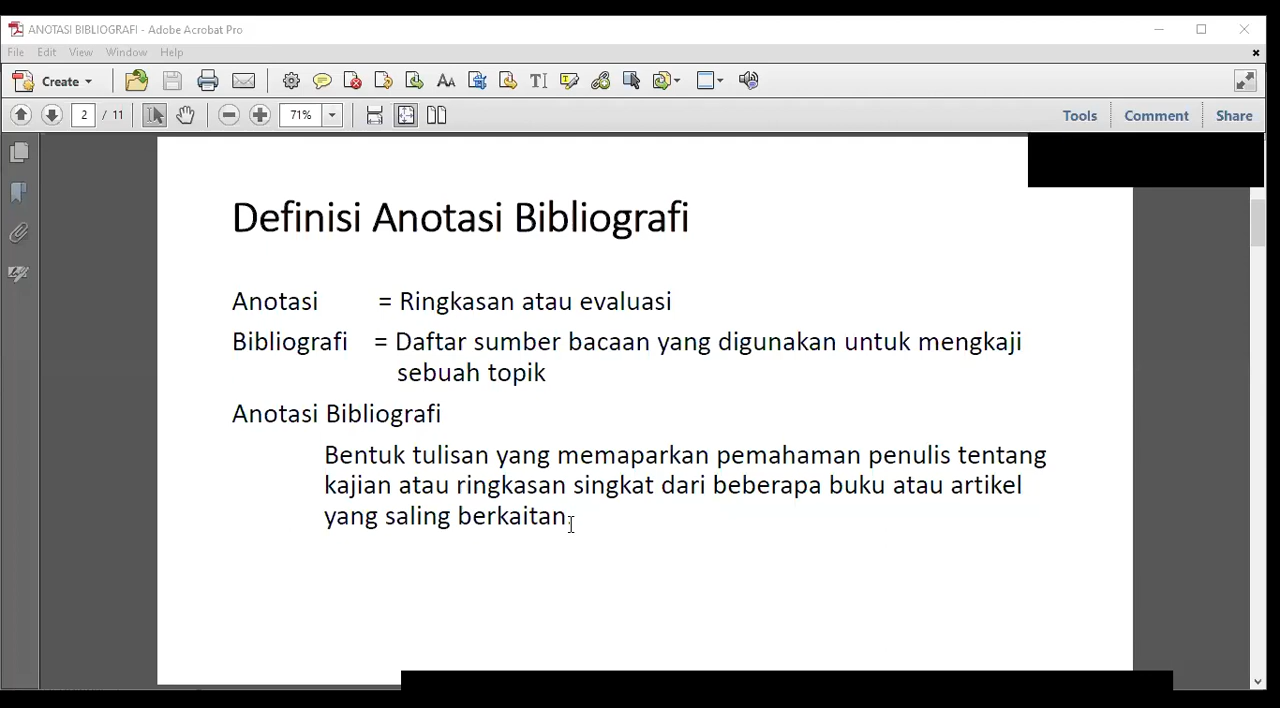 ANOTASI BIBLIOGRAFI - Adobe Acrobat Pro
File Edit View Window Help
Create
2 / 11 71% Tools Comment Share
Definisi Anotasi Bibliografi
Anotasi = Ringkasan atau evaluasi
Bibliografi = Daftar sumber bacaan yang digunakan untuk mengkaji
sebuah topik
Anotasi Bibliografi
Bentuk tulisan yang memaparkan pemahaman penulis tentang
kajian atau ringkasan singkat dari beberapa buku atau artikel
yang saling berkaitan.